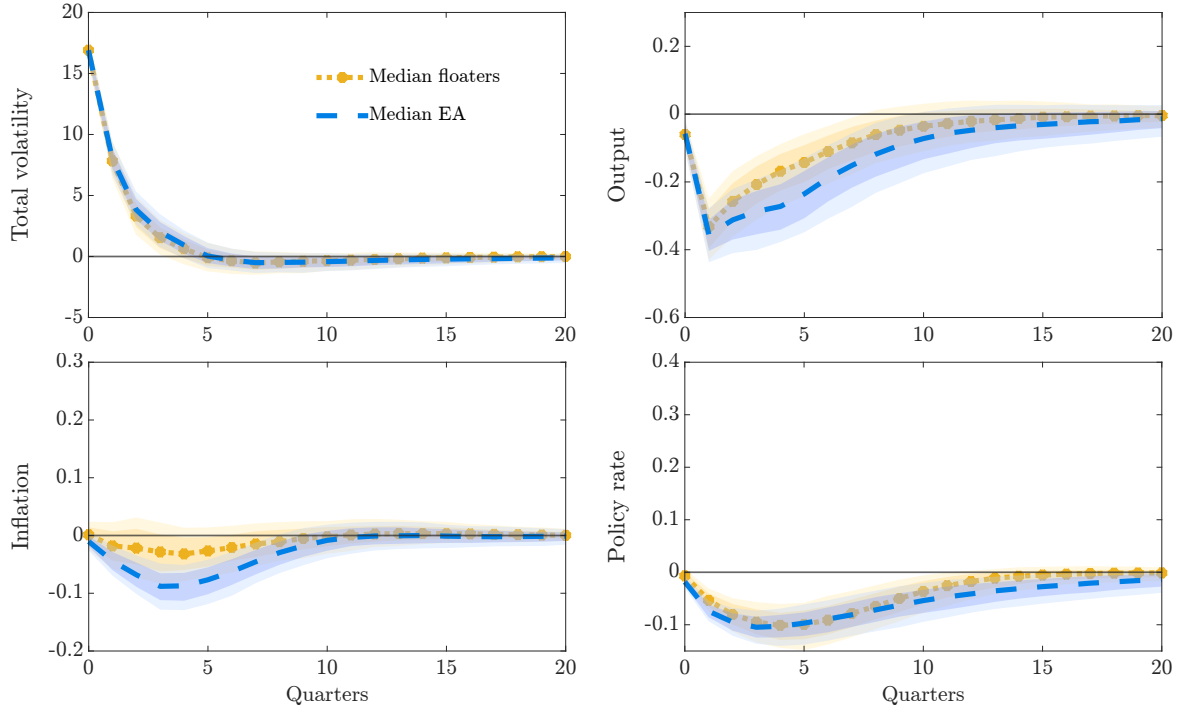 20
15
10
5
0
-5
Total volatility
Median floaters
Median EA
0 5 10 15 20
0.2
0
-0.2
-0.4
-0.6
Output
0 5 10 15 20
0.3
0.2
0.1
0
-0.1
-0.2
Inflation
0 5 10 15 20
Quarters
0.4
0.3
0.2
0.1
0
-0.1
Policy rate
0 5 10 15 20
Quarters